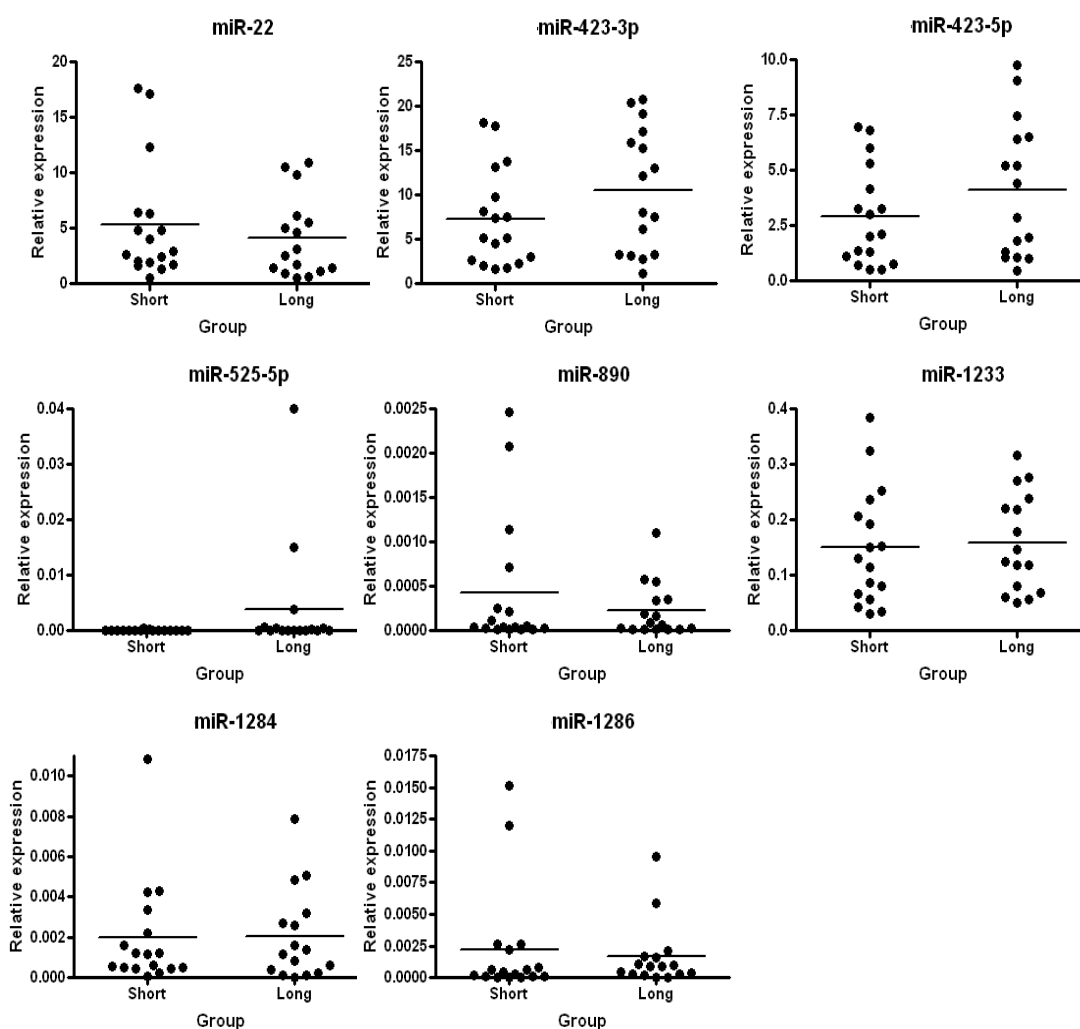 miR-22
Relative expression
20
15
10
5
0
Short Long
Group
miR-423-3p
Relative expression
25
20
15
10
5
0
Short Long
Group
miR-423-5p
Relative expression
10.0
7.5
5.0
2.5
0.0
Short Long
Group
miR-525-5p
Relative expression
0.04
0.03
0.02
0.01
0.00
Short Long
Group
miR-890
Relative expression
0.0025
0.0020
0.0015
0.0010
0.0005
0.0000
Short Long
Group
miR-1233
Relative expression
0.4
0.3
0.2
0.1
0.0
Short Long
Group
miR-1284
Relative expression
0.010
0.008
0.006
0.004
0.002
0.000
Short Long
Group
miR-1286
Relative expression
0.0175
0.0150
0.0125
0.0100
0.0075
0.0050
0.0025
0.0000
Short Long
Group